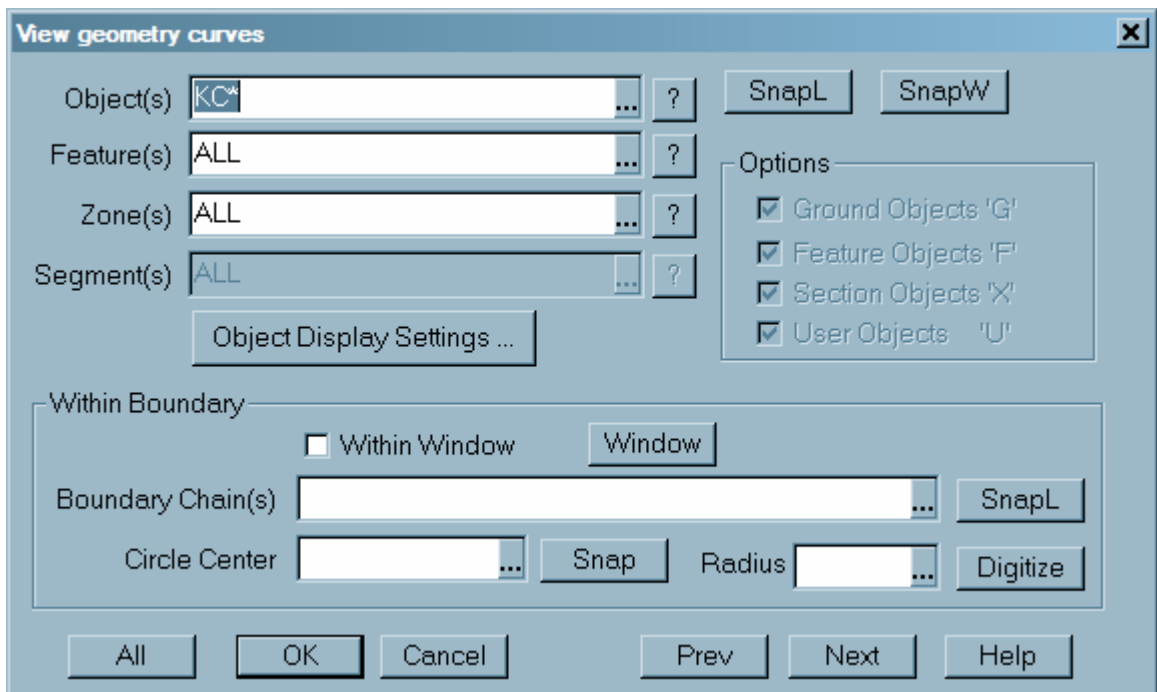 View geometry curves
Object(s) KC* ... ? SnapL SnapW
Feature(s) ALL ... ?
Options
Zone(s) ALL ... ?
Ground Objects 'G'
Feature Objects 'F'
Segment(s) ALL ... ?
Section Objects 'X'
User Objects 'U'
Object Display Settings ...
Within Boundary
Within Window Window
Boundary Chain(s) ... SnapL
Circle Center ... Snap Radius ... Digitize
All OK Cancel Prev Next Help